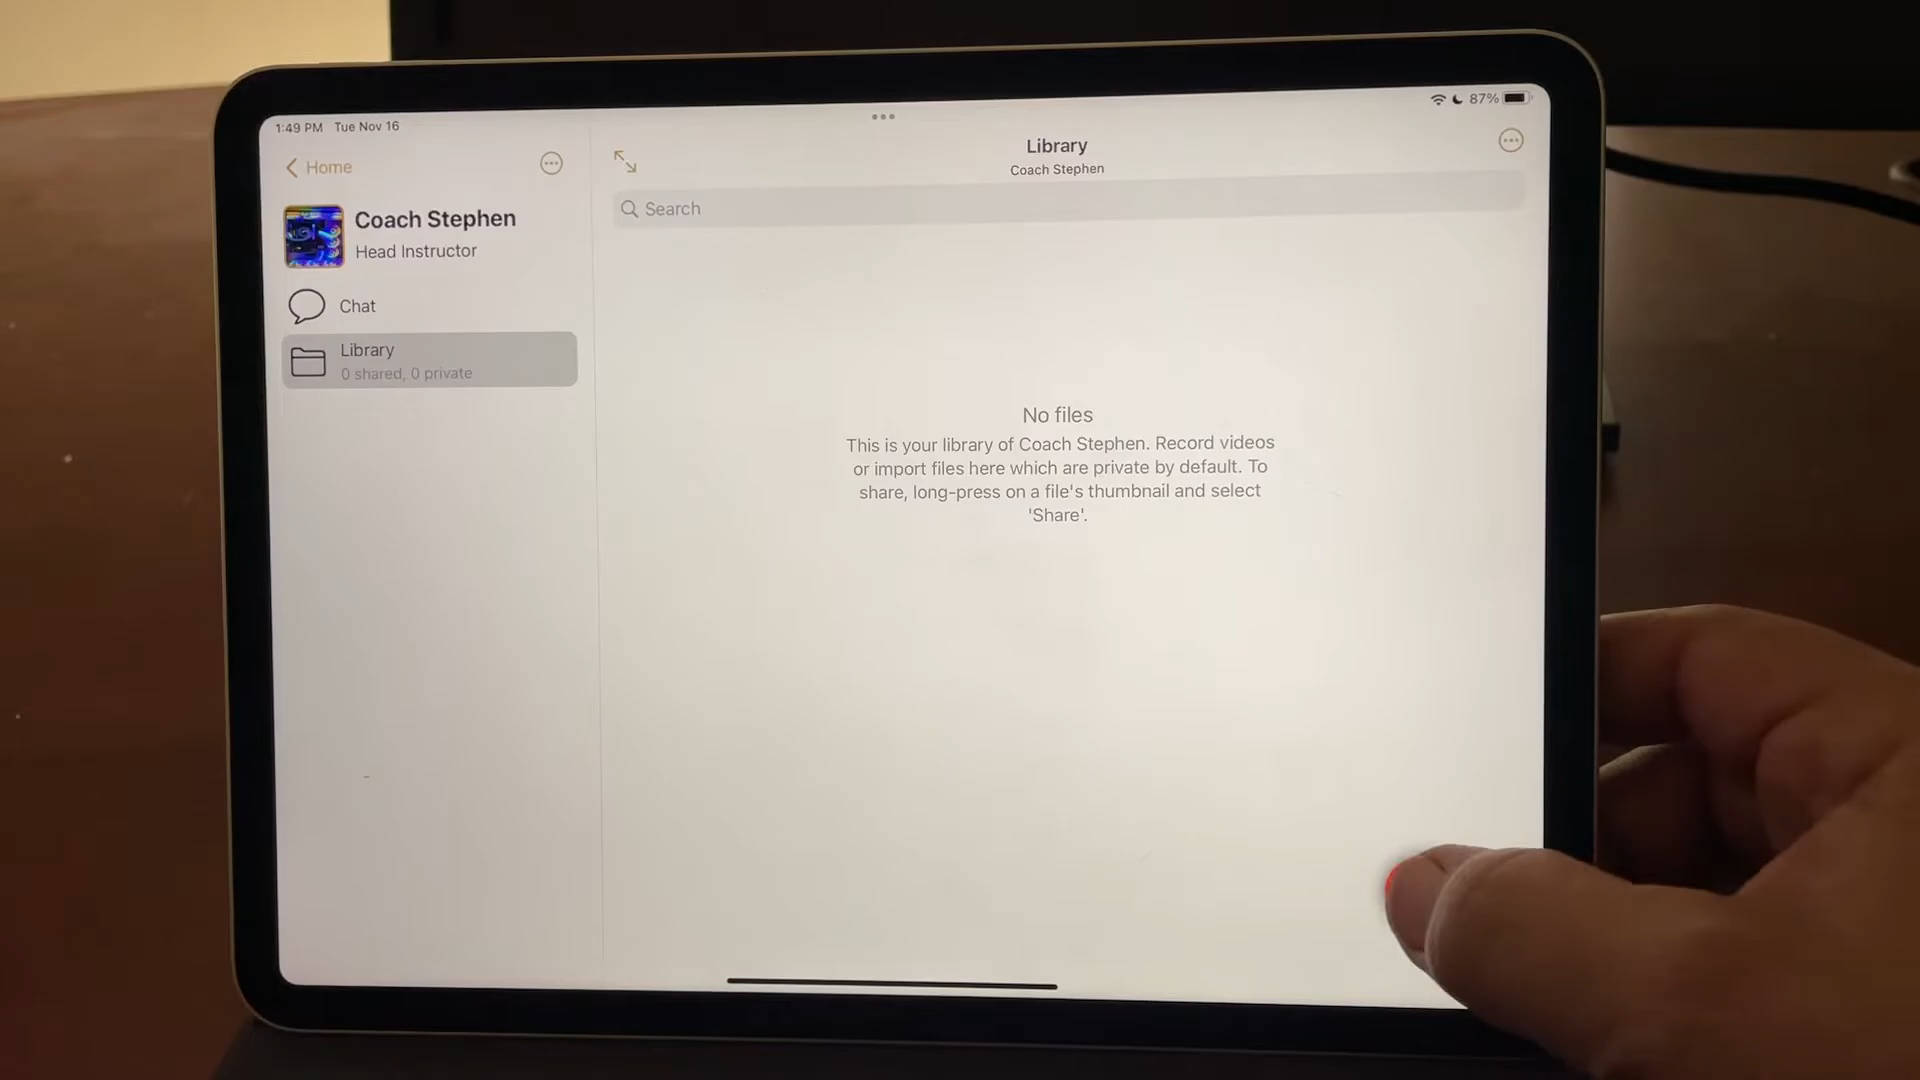 1:49 PM Tue Nov 16
87%
Home
Coach Stephen
Head Instructor
Chat
Library
0 shared, 0 private
Library
Coach Stephen
Search
No files
This is your library of Coach Stephen. Record videos
or import files here which are private by default. To
share, long-press on a file's thumbnail and select
'Share'.